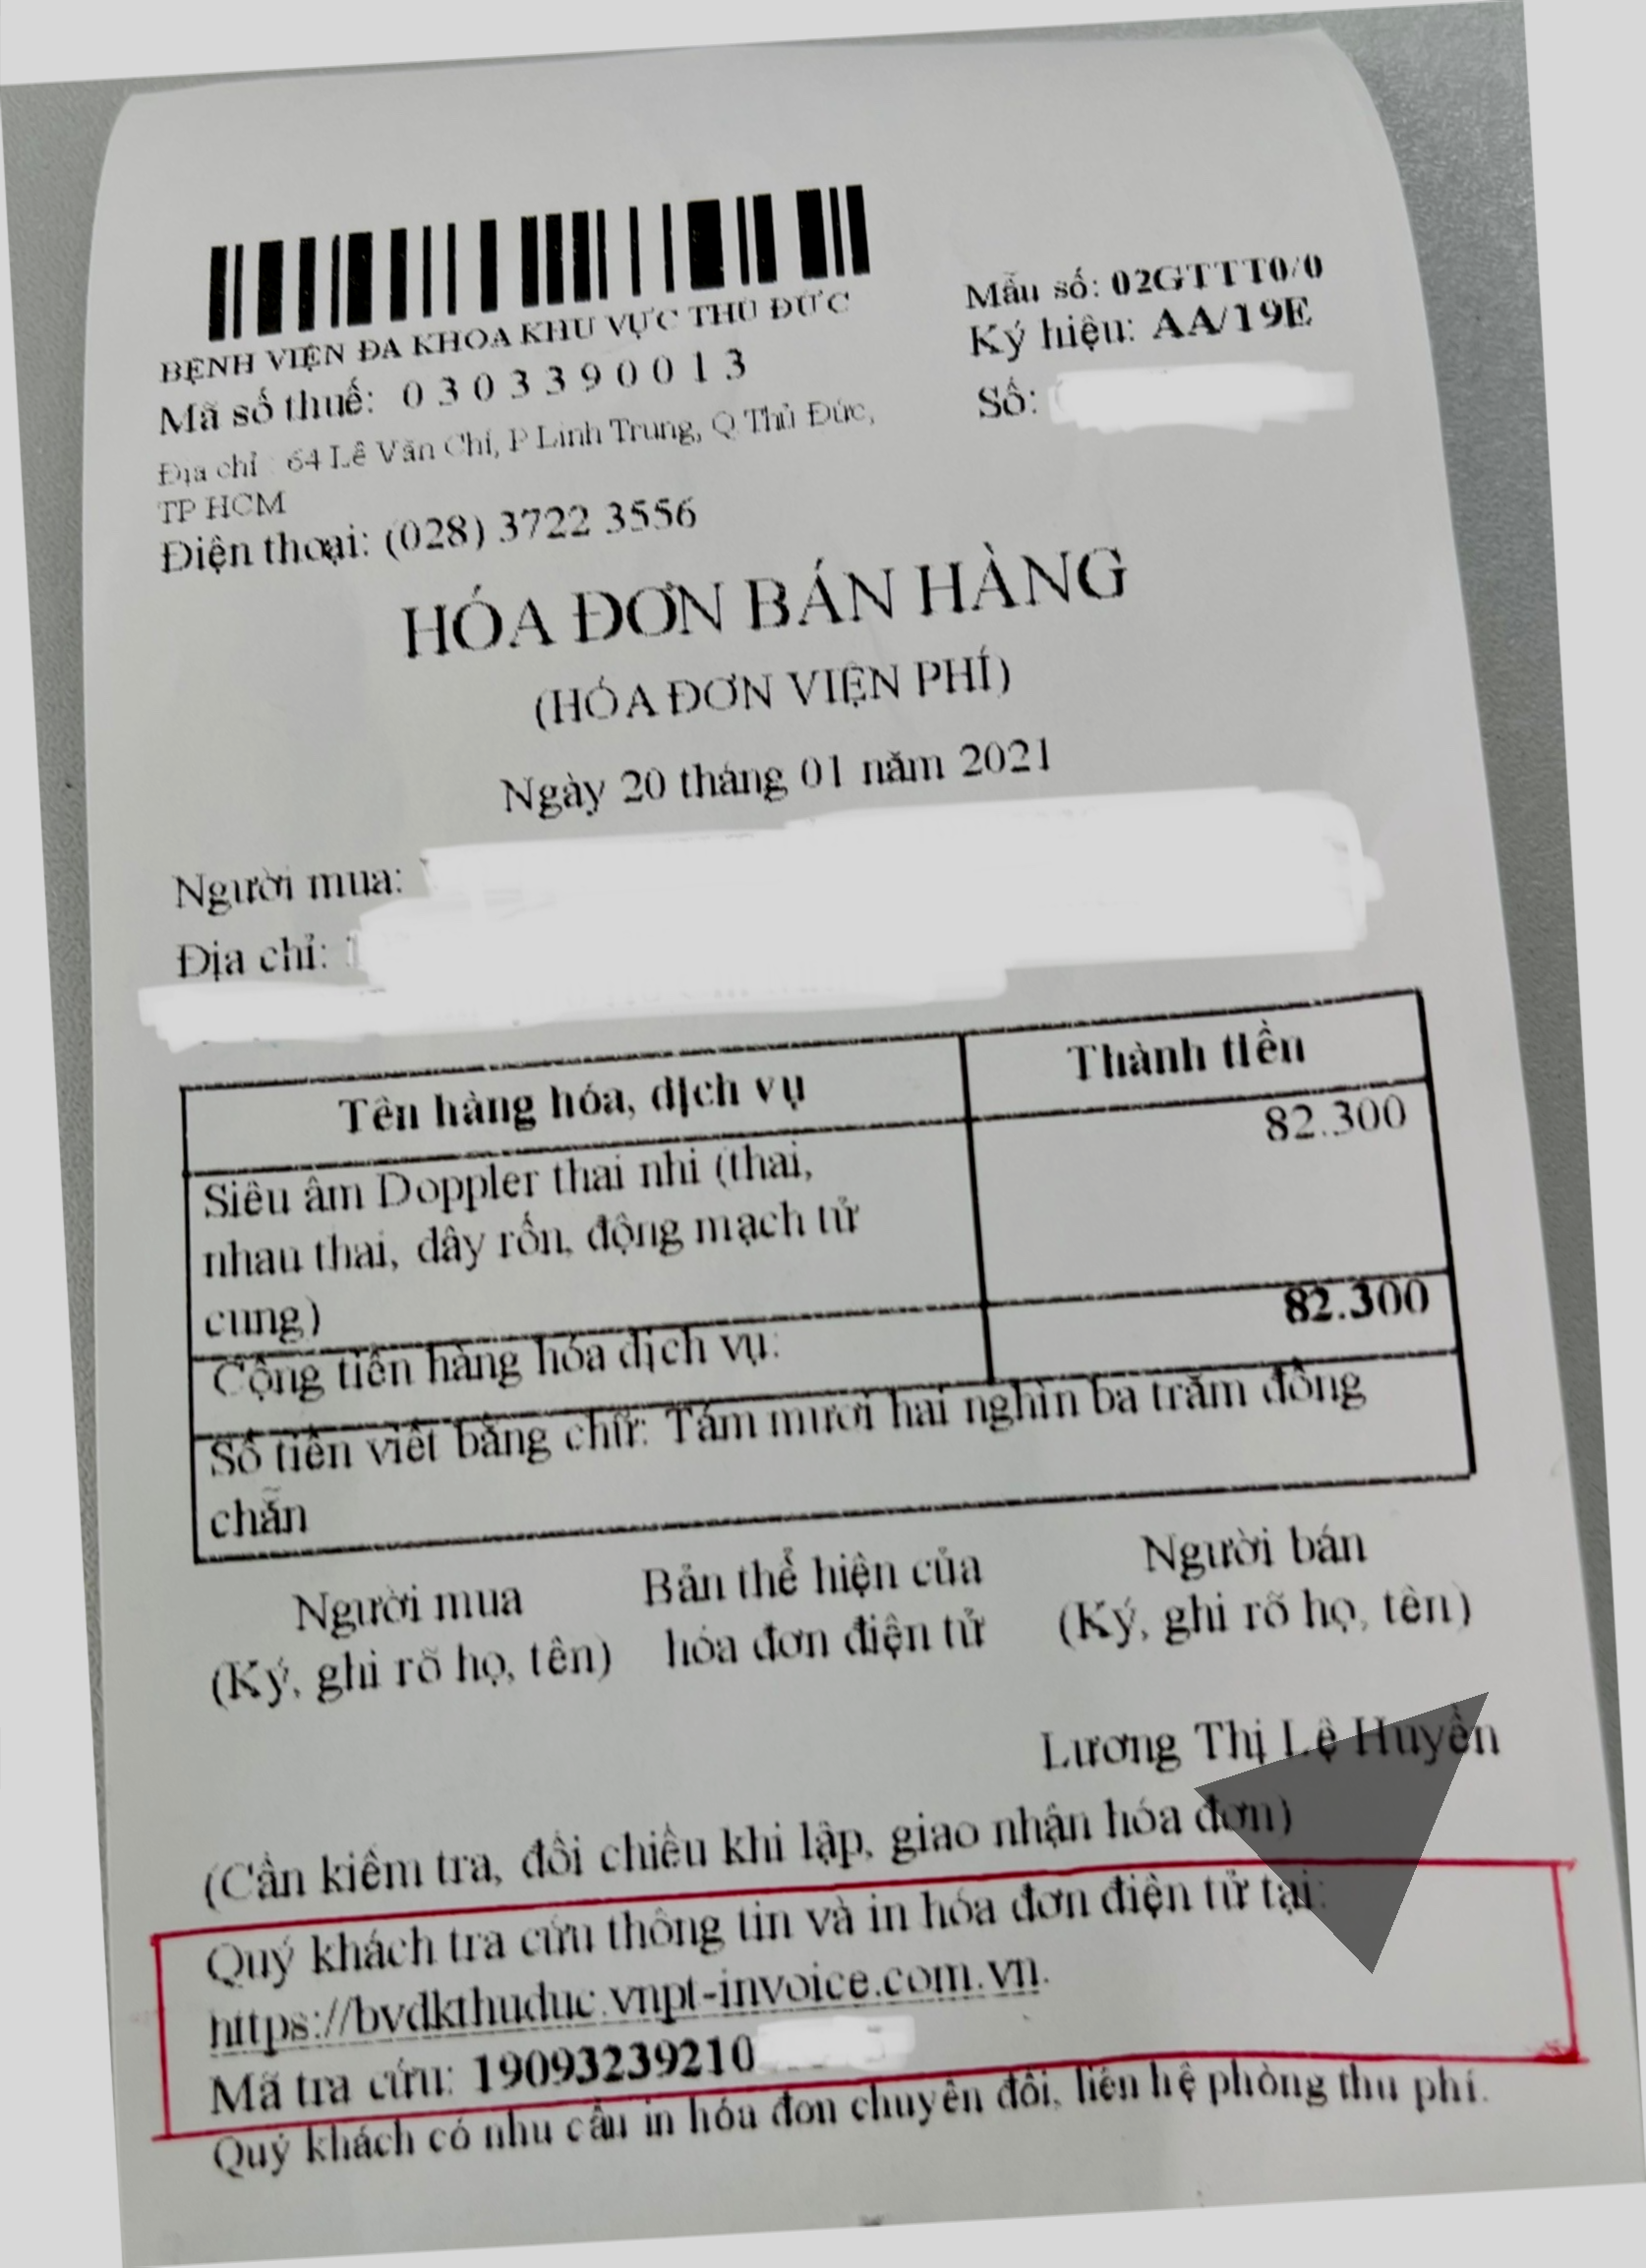 BỆNH VIỆN ĐA KHOA KHU VỰC THỦ ĐỨC
Mã số thuế: 0 3 0 3 3 9 0 0 1 3
Địa chỉ : 64 Lê Văn Chí, P Linh Trung, Q Thủ Đức,
TP HCM
Điện thoại: (028) 3722 3556
Mẫu số: 02GTTT0/0
Ký hiệu: AA/19E
Số:
HÓA ĐƠN BÁN HÀNG
(HÓA ĐƠN VIỆN PHÍ)
Ngày 20 tháng 01 năm 2021
Người mua:
Địa chỉ:
Tên hàng hóa, dịch vụ Thành tiền
Siêu âm Doppler thai nhi (thai, 82.300
nhau thai, dây rốn, động mạch tử
cung)
Cộng tiền hàng hóa dịch vụ: 82.300
Số tiền viết bằng chữ: Tám mươi hai nghìn ba trăm đồng
chẵn
Người mua Bản thể hiện của Người bán
(Ký, ghi rõ họ, tên) hóa đơn điện tử (Ký, ghi rõ họ, tên)
Lương Thị Lệ Huyền
(Cần kiểm tra, đối chiếu khi lập, giao nhận hóa đơn)
Quý khách tra cứu thông tin và in hóa đơn điện tử tại:
https://bvdkthuduc.vnpt-invoice.com.vn.
Mã tra cứu: 19093239210
Quý khách có nhu cầu in hóa đơn chuyển đổi, liên hệ phòng thu phí.